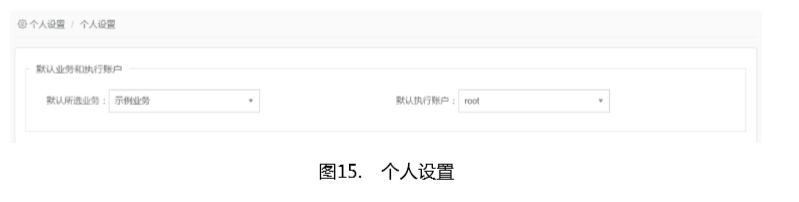 个人设置 / 个人设置
默认业务和执行账户
默认所选业务： 示例业务 默认执行账户： root
图15. 个人设置